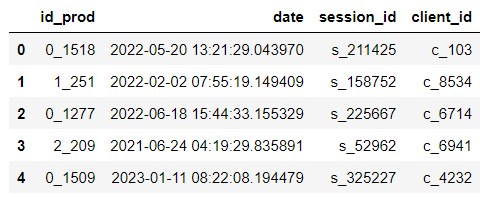 id_prod date session_id client_id
0 0_1518 2022-05-20 13:21:29.043970 s_211425 c_103
1 1_251 2022-02-02 07:55:19.149409 s_158752 c_8534
2 0_1277 2022-06-18 15:44:33.155329 s_225667 c_6714
3 2_209 2021-06-24 04:19:29.835891 s_52962 c_6941
4 0_1509 2023-01-11 08:22:08.194479 s_325227 c_4232